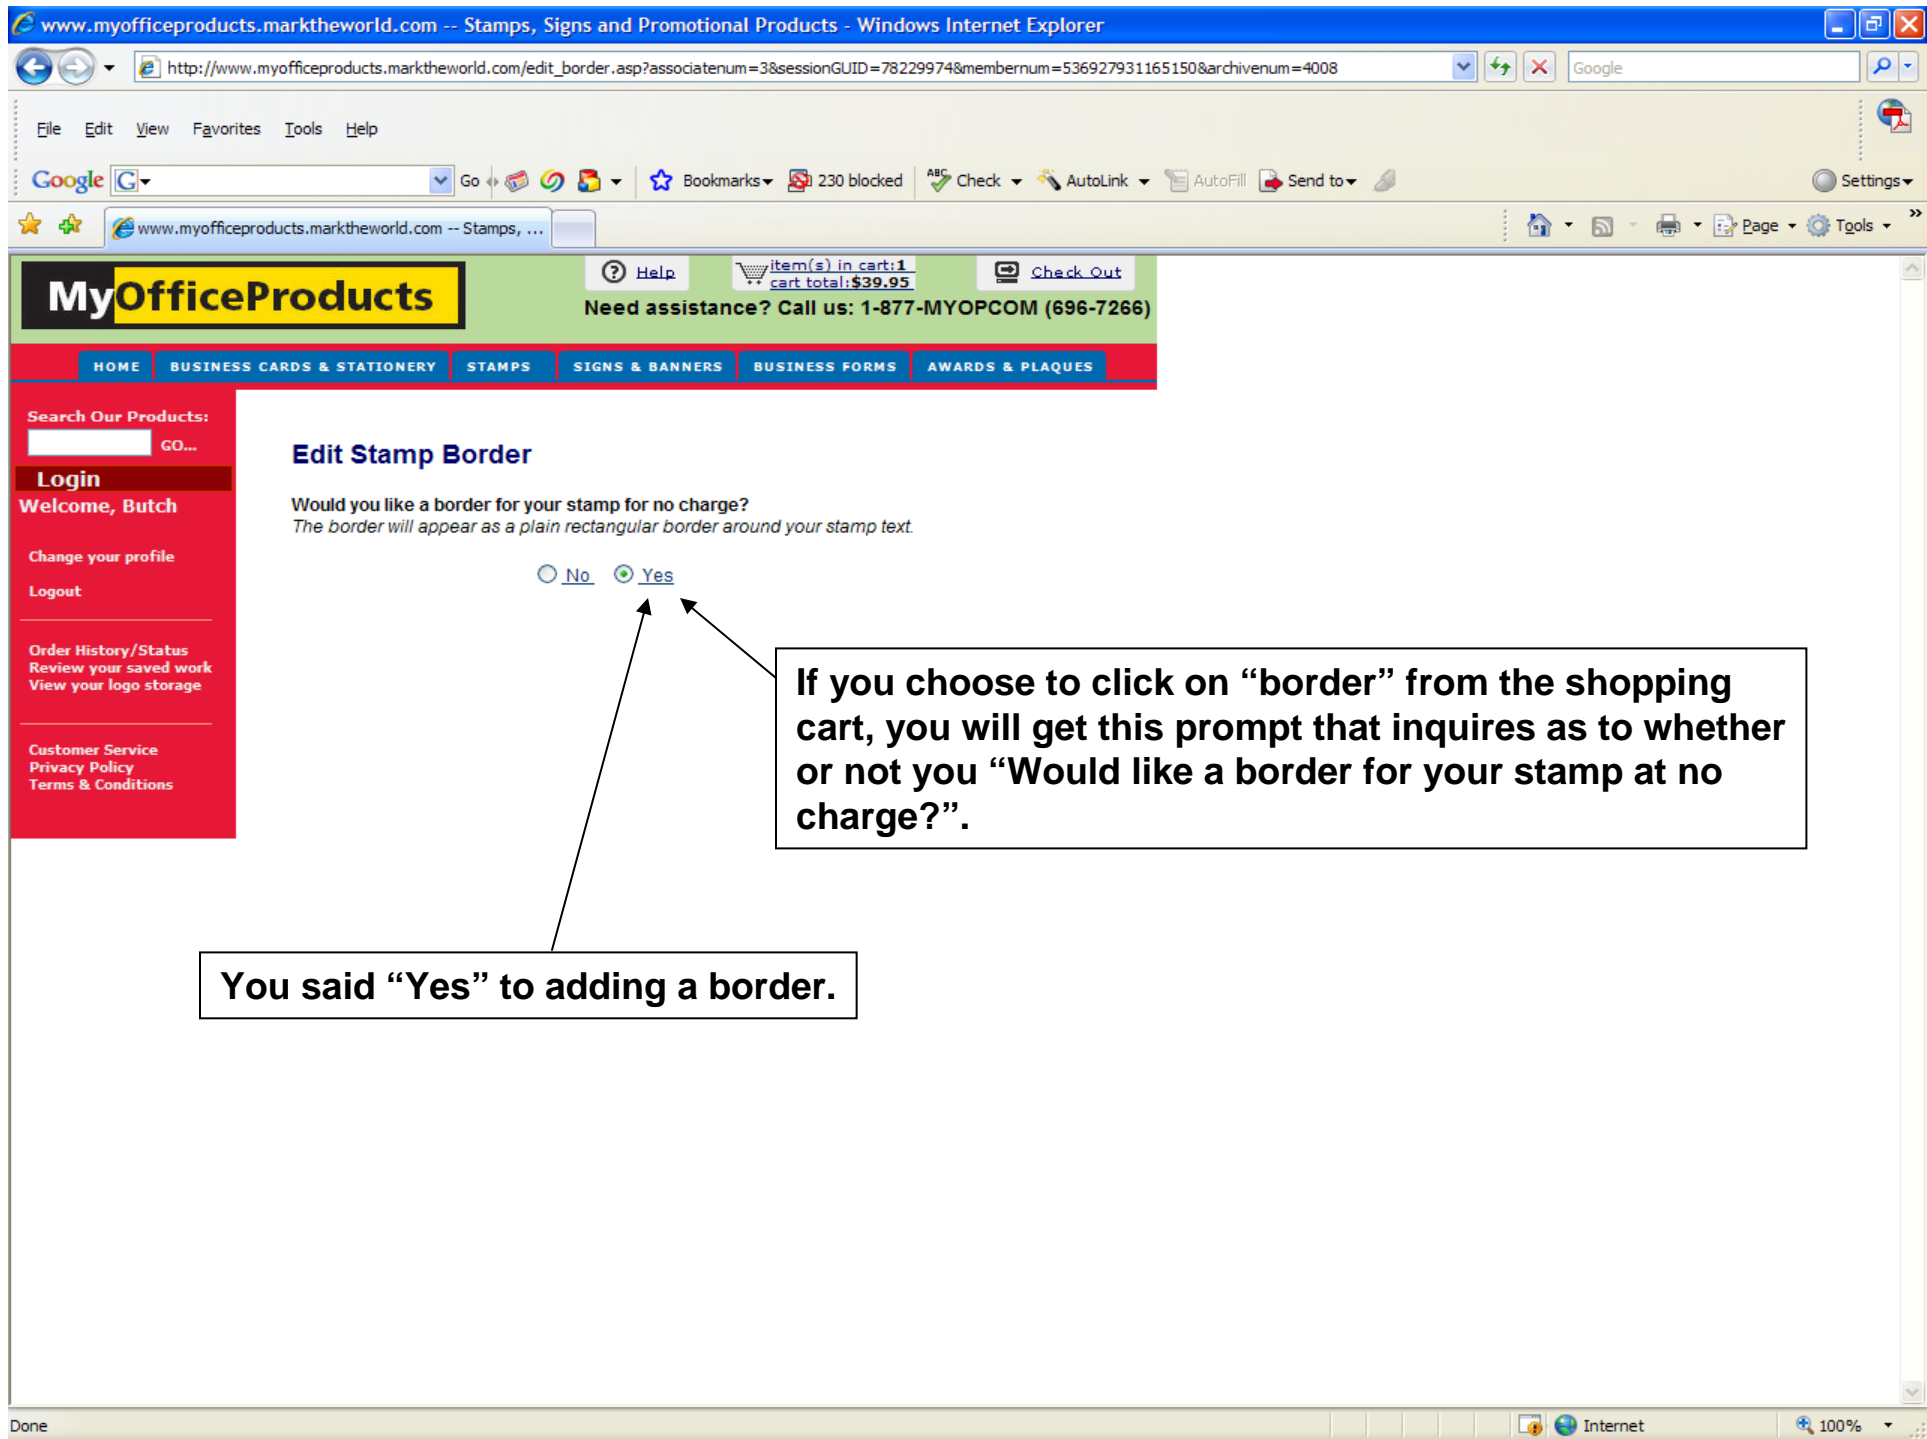 www.myofficeproducts.marktheworld.com -- Stamps, Signs and Promotional Products - Windows Internet Explorer
http://www.myofficeproducts.marktheworld.com/edit_border.asp?associatenum=3&sessionGUID=78229974&membernum=536927931165150&archivenum=4008
Google
File Edit View Favorites Tools Help
Google G Go Bookmarks 230 blocked ABC Check AutoLink AutoFill Send to Settings
www.myofficeproducts.marktheworld.com -- Stamps, ... Page Tools »
MyOfficeProducts
? Help item(s) in cart:1 Check Out
cart total:$39.95
Need assistance? Call us: 1-877-MYOPCOM (696-7266)
HOME BUSINESS CARDS & STATIONERY STAMPS SIGNS & BANNERS BUSINESS FORMS AWARDS & PLAQUES
Search Our Products:
GO...
Login
Welcome, Butch
Change your profile
Logout
Order History/Status
Review your saved work
View your logo storage
Customer Service
Privacy Policy
Terms & Conditions
Edit Stamp Border
Would you like a border for your stamp for no charge?
The border will appear as a plain rectangular border around your stamp text.
No Yes
If you choose to click on “border” from the shopping
cart, you will get this prompt that inquires as to whether
or not you “Would like a border for your stamp at no
charge?”.
You said “Yes” to adding a border.
Done Internet 100%